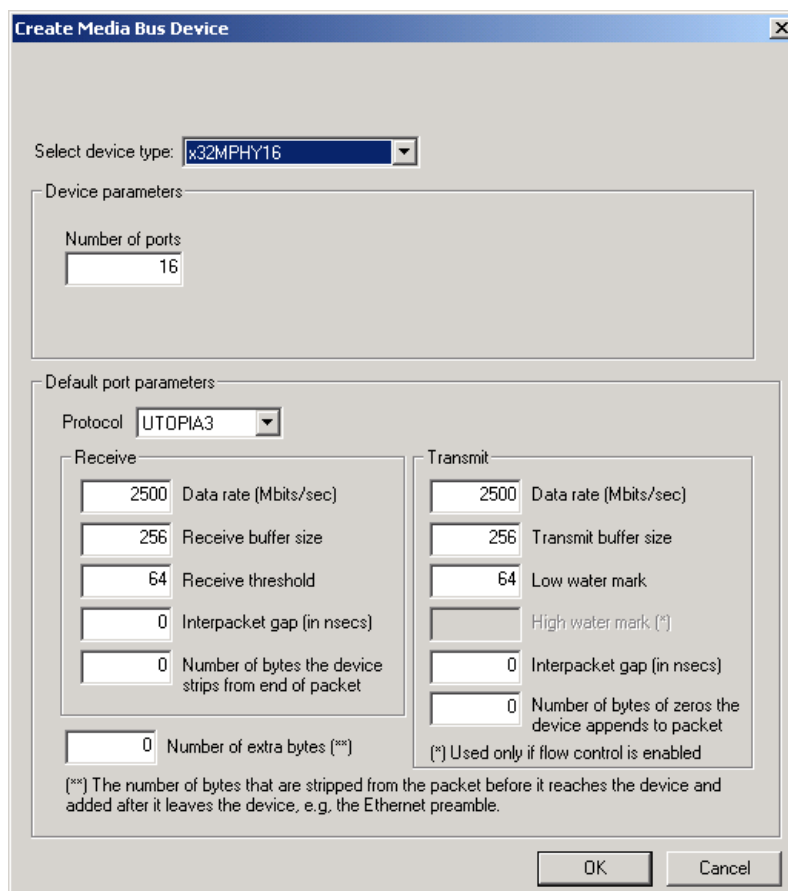 Create Media Bus Device
Select device type: x32MPHY16
Device parameters
Number of ports
16
Default port parameters
Protocol UTOPIA3
Receive
2500 Data rate (Mbits/sec)
256 Receive buffer size
64 Receive threshold
0 Interpacket gap (in nsecs)
0 Number of bytes the device
strips from end of packet
0 Number of extra bytes (**)
Transmit
2500 Data rate (Mbits/sec)
256 Transmit buffer size
64 Low water mark
High water mark (*)
0 Interpacket gap (in nsecs)
0 Number of bytes of zeros the
device appends to packet
(*) Used only if flow control is enabled
(**) The number of bytes that are stripped from the packet before it reaches the device and
added after it leaves the device, e.g, the Ethernet preamble.
OK
Cancel